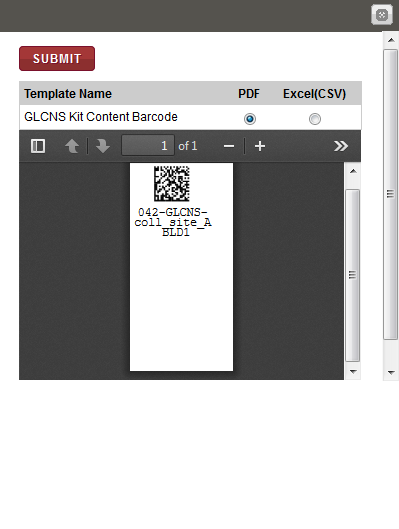 SUBMIT
Template Name PDF Excel(CSV)
GLCNS Kit Content Barcode
1 of 1
042-GLCNS-
coll_site_A
BLD1